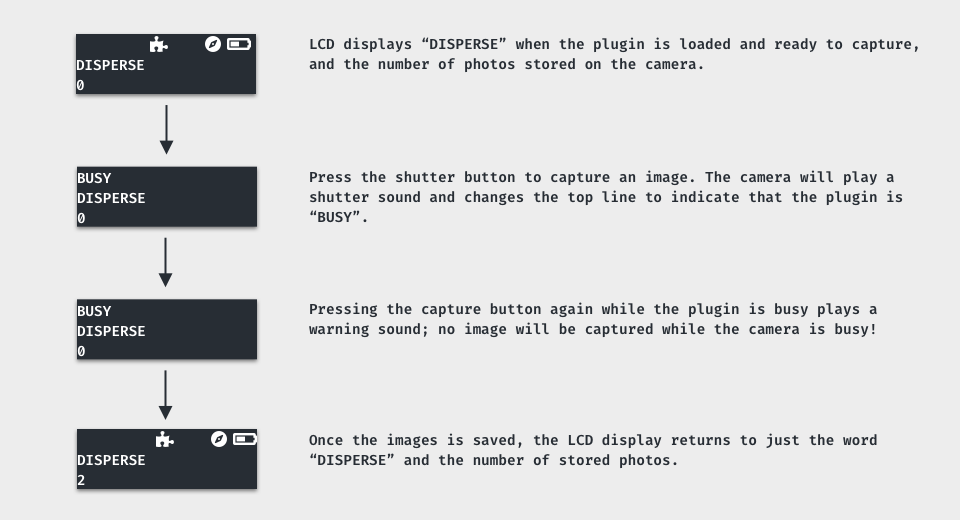 DISPERSE
0
LCD displays “DISPERSE” when the plugin is loaded and ready to capture,
and the number of photos stored on the camera.
BUSY
DISPERSE
0
Press the shutter button to capture an image. The camera will play a
shutter sound and changes the top line to indicate that the plugin is
“BUSY”.
BUSY
DISPERSE
0
Pressing the capture button again while the plugin is busy plays a
warning sound; no image will be captured while the camera is busy!
DISPERSE
2
Once the images is saved, the LCD display returns to just the word
“DISPERSE” and the number of stored photos.